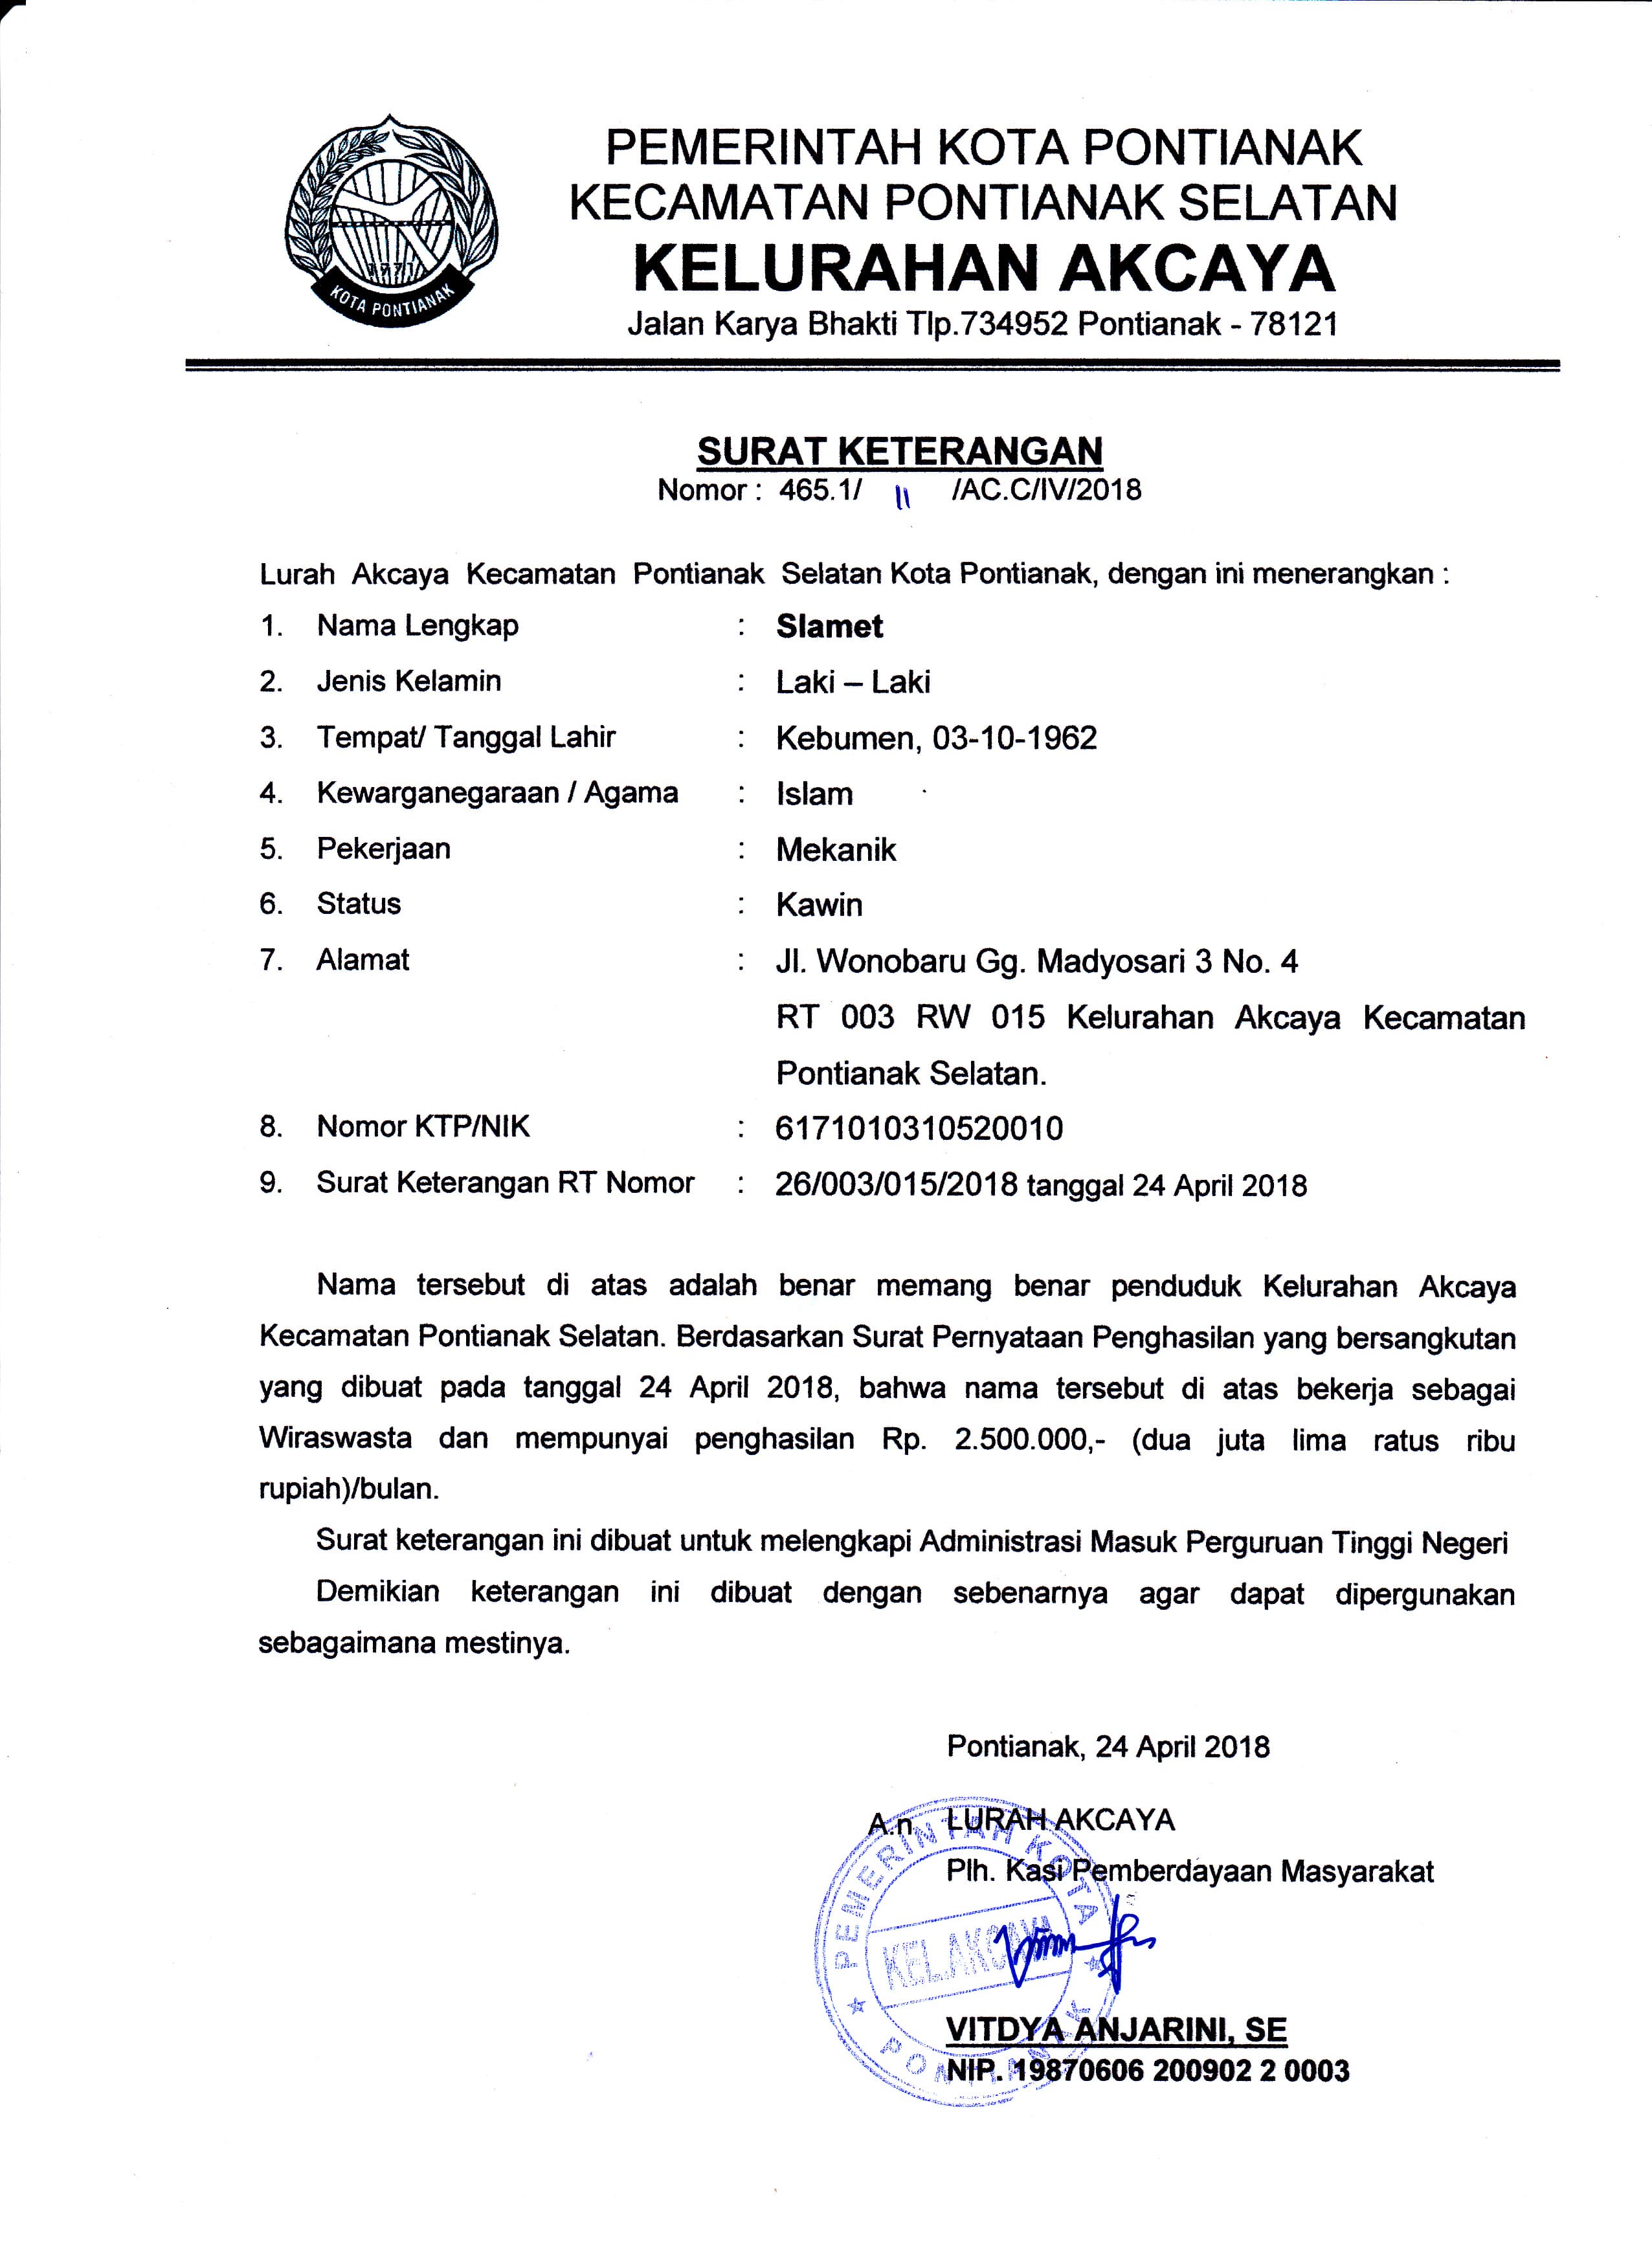 PEMERINTAH KOTA PONTIANAK
KECAMATAN PONTIANAK SELATAN
KELURAHAN AKCAYA
Jalan Karya Bhakti Tlp.734952 Pontianak - 78121
1771
KOTA PONTIANAK
SURAT KETERANGAN
Nomor : 465.1/ 11 /AC.C/IV/2018
Lurah Akcaya Kecamatan Pontianak Selatan Kota Pontianak, dengan ini menerangkan :
1. Nama Lengkap : Slamet
2. Jenis Kelamin : Laki – Laki
3. Tempat/ Tanggal Lahir : Kebumen, 03-10-1962
4. Kewarganegaraan / Agama : Islam
5. Pekerjaan : Mekanik
6. Status : Kawin
7. Alamat : Jl. Wonobaru Gg. Madyosari 3 No. 4
RT 003 RW 015 Kelurahan Akcaya Kecamatan
Pontianak Selatan.
8. Nomor KTP/NIK : 6171010310520010
9. Surat Keterangan RT Nomor : 26/003/015/2018 tanggal 24 April 2018
Nama tersebut di atas adalah benar memang benar penduduk Kelurahan Akcaya
Kecamatan Pontianak Selatan. Berdasarkan Surat Pernyataan Penghasilan yang bersangkutan
yang dibuat pada tanggal 24 April 2018, bahwa nama tersebut di atas bekerja sebagai
Wiraswasta dan mempunyai penghasilan Rp. 2.500.000,- (dua juta lima ratus ribu
rupiah)/bulan.
Surat keterangan ini dibuat untuk melengkapi Administrasi Masuk Perguruan Tinggi Negeri
Demikian keterangan ini dibuat dengan sebenarnya agar dapat dipergunakan
sebagaimana mestinya.
Pontianak, 24 April 2018
A.n LURAH AKCAYA
Plh. Kasi Pemberdayaan Masyarakat
PEMERINTAH KOTA
KEL.AKCAYA
PONTIANAK
VITDYA ANJARINI, SE
NIP. 19870606 200902 2 0003